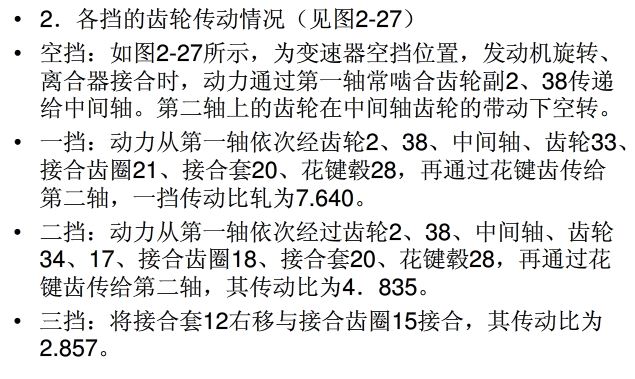 • 2．各挡的齿轮传动情况（见图2-27）
• 空挡：如图2-27所示，为变速器空挡位置，发动机旋转、
离合器接合时，动力通过第一轴常啮合齿轮副2、38传递
给中间轴。第二轴上的齿轮在中间轴齿轮的带动下空转。
• 一挡：动力从第一轴依次经齿轮2、38、中间轴、齿轮33、
接合齿圈21、接合套20、花键毂28，再通过花键齿传给
第二轴，一挡传动比轧为7.640。
• 二挡：动力从第一轴依次经过齿轮2、38、中间轴、齿轮
34、17、接合齿圈18、接合套20、花键毂28，再通过花
键齿传给第二轴，其传动比为4．835。
• 三挡：将接合套12右移与接合齿圈15接合，其传动比为
2.857。